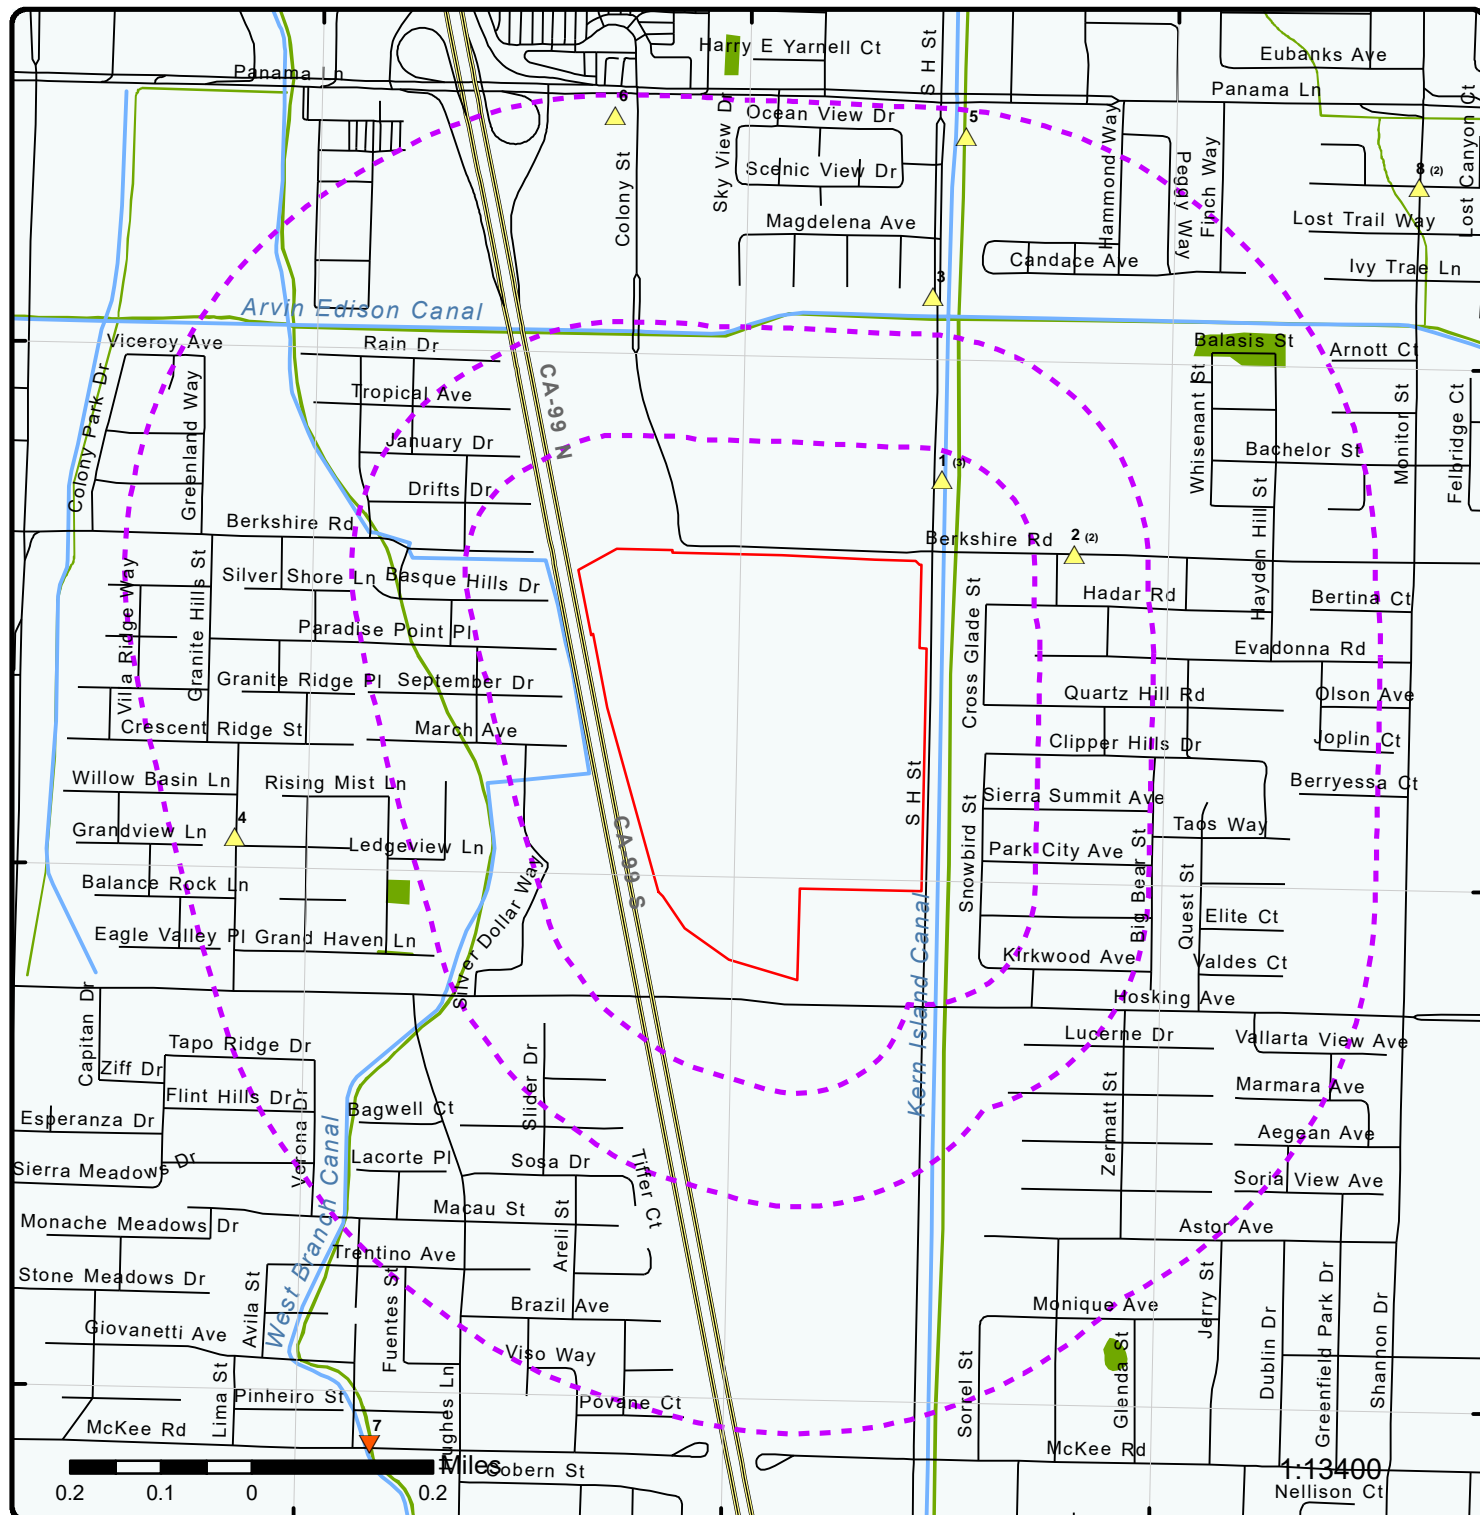 Harry E Yarnell Ct
S H St
Eubanks Ave
Panama Ln
Panama Ln
6
Sky View Dr
Ocean View Dr
5
Hammond Way
Peggy Way
Finch Way
Lost Canyon Ct
Colony St
Scenic View Dr
8 (2)
Magdelena Ave
Lost Trail Way
Candace Ave
Ivy Trae Ln
3
Arvin Edison Canal
Viceroy Ave
Rain Dr
Balasis St
Arnott Ct
Colony Park Dr
Greenland Way
Tropical Ave
CA-99 N
Whisenant St
Monitor St
Felbridge Ct
January Dr
Bachelor St
1 (3)
Drifts Dr
Hayden Hill St
Berkshire Rd
Berkshire Rd
2 (2)
Villa Ridge Way
Granite Hills St
Silver Shore Ln
Basque Hills Dr
Cross Glade St
Hadar Rd
Bertina Ct
Paradise Point Pl
Evadonna Rd
Granite Ridge Pl
September Dr
Quartz Hill Rd
Olson Ave
Crescent Ridge St
March Ave
Clipper Hills Dr
Joplin Ct
Willow Basin Ln
Rising Mist Ln
S H St
Sierra Summit Ave
Berryessa Ct
4
Grandview Ln
Ledgeview Ln
CA-99 S
Snowbird St
Park City Ave
Big Bear St
Taos Way
Quest St
Balance Rock Ln
Silver Dollar Way
Elite Ct
Eagle Valley Pl
Grand Haven Ln
Kern Island Canal
Kirkwood Ave
Valdes Ct
Hosking Ave
Capitan Dr
Tapo Ridge Dr
Slider Dr
Lucerne Dr
Vallarta View Ave
Ziff Dr
Flint Hills Dr
Verona Dr
Bagwell Ct
Zermatt St
Marmara Ave
Esperanza Dr
Aegean Ave
Sierra Meadows Dr
West Branch Canal
Lacorte Pl
Sosa Dr
Tiffer Ct
Soria View Ave
Monache Meadows Dr
Macau St
Areli St
Astor Ave
Stone Meadows Dr
Avila St
Trentino Ave
Fuentes St
Brazil Ave
Monique Ave
Jerry St
Dublin Dr
Greenfield Park Dr
Shannon Dr
Giovanetti Ave
Viso Way
Sorrel St
Glenda St
Lima St
Pinheiro St
Hughes Ln
Povane Ct
McKee Rd
7
McKee Rd
Miles
Cobern St
1:13400
0.2
0.1
0
0.2
Nellison Ct